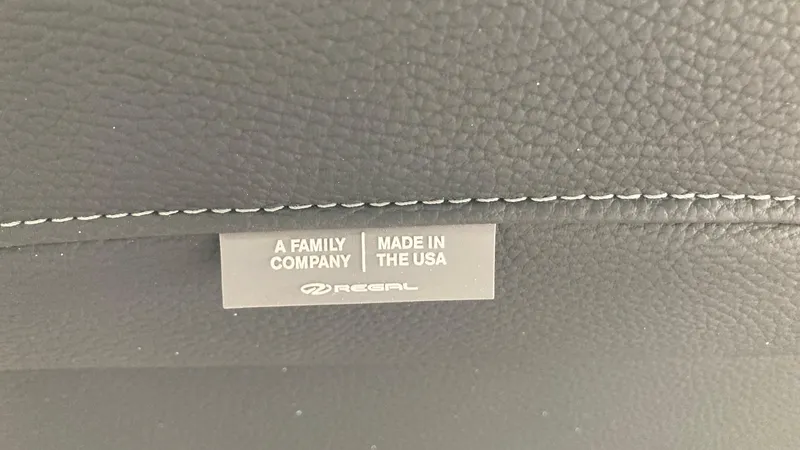 A FAMILY
COMPANY
MADE IN
THE USA
REGAL